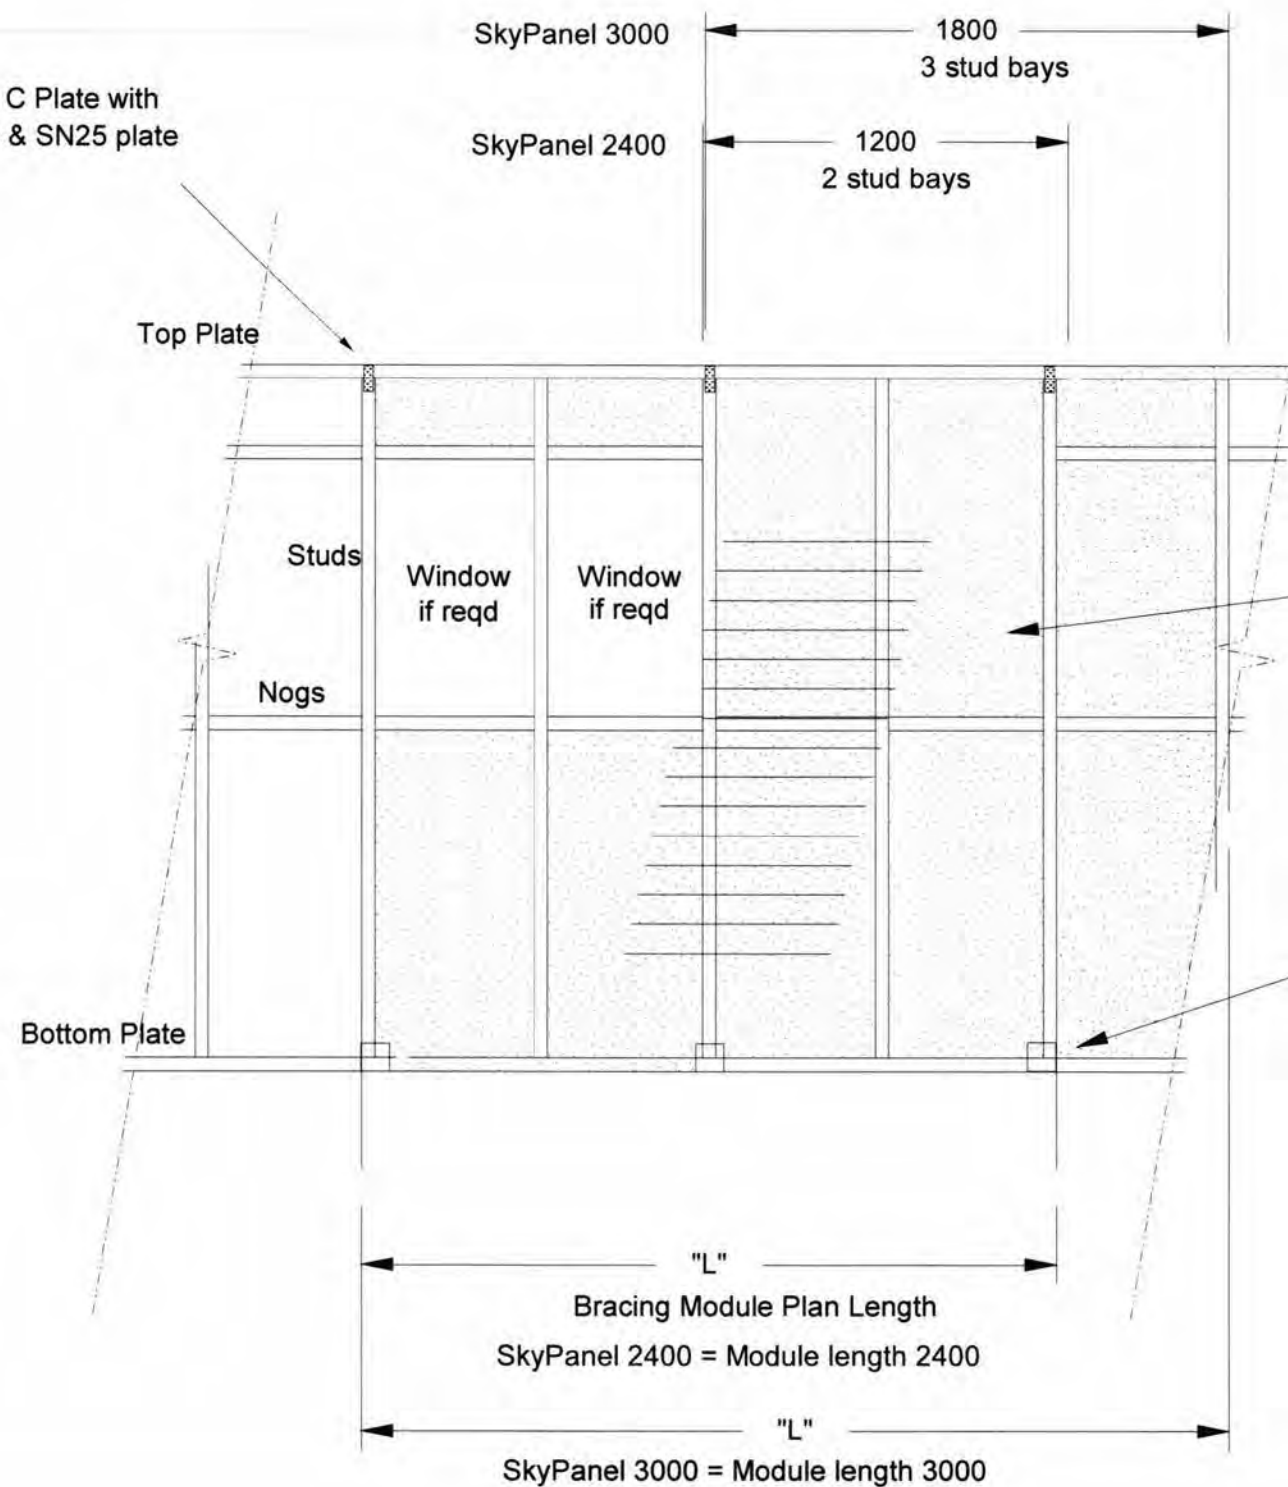 SkyPanel 3000
1800
3 stud bays
C Plate with
& SN25 plate
SkyPanel 2400
1200
2 stud bays
Top Plate
Studs
Window
if reqd
Window
if reqd
Nogs
Bottom Plate
"L"
Bracing Module Plan Length
SkyPanel 2400 = Module length 2400
"L"
SkyPanel 3000 = Module length 3000